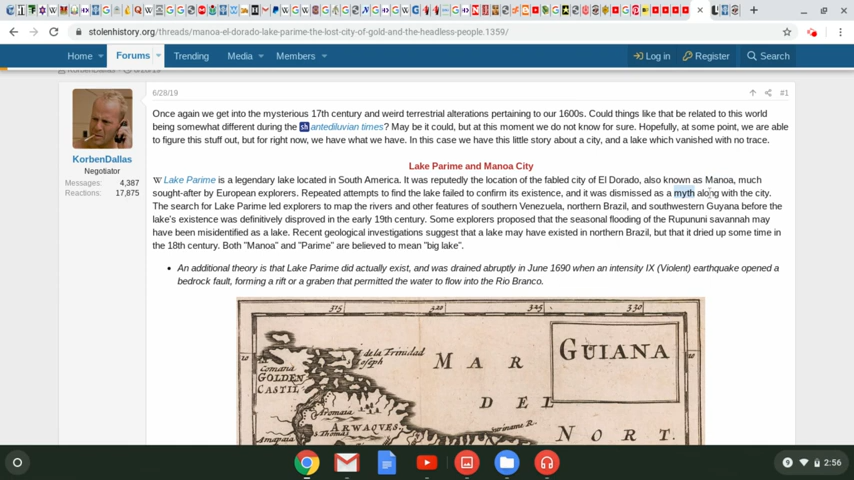 stolenhistory.org/threads/manoa-el-dorado-lake-parime-the-lost-city-of-gold-and-the-headless-people.1359/
Home Forums Trending Media Members Log in Register Search
KorbenDallas
6/28/19
#1
Once again we get into the mysterious 17th century and weird terrestrial alterations pertaining to our 1600s. Could things like that be related to this world
being somewhat different during the sh antediluvian times? May be it could, but at this moment we do not know for sure. Hopefully, at some point, we are able
to figure this stuff out, but for right now, we have what we have. In this case we have this little story about a city, and a lake which vanished with no trace.
KorbenDallas
Negotiator
Messages: 4,387
Reactions: 17,875
Lake Parime and Manoa City
W Lake Parime is a legendary lake located in South America. It was reputedly the location of the fabled city of El Dorado, also known as Manoa, much
sought-after by European explorers. Repeated attempts to find the lake failed to confirm its existence, and it was dismissed as a myth along with the city.
The search for Lake Parime led explorers to map the rivers and other features of southern Venezuela, northern Brazil, and southwestern Guyana before the
lake's existence was definitively disproved in the early 19th century. Some explorers proposed that the seasonal flooding of the Rupununi savannah may
have been misidentified as a lake. Recent geological investigations suggest that a lake may have existed in northern Brazil, but that it dried up some time in
the 18th century. Both "Manoa" and "Parime" are believed to mean "big lake".
An additional theory is that Lake Parime did actually exist, and was drained abruptly in June 1690 when an intensity IX (Violent) earthquake opened a
bedrock fault, forming a rift or a graben that permitted the water to flow into the Rio Branco.
315 320 325 330
GUIANA
MAR
DEL
NORT.
de la Trinidad
Joseph
Comana
GOLDEN
CASTIL
Aromaia
ARWAQVES
Amapaia
Suriname R.
10
10
9 2:56